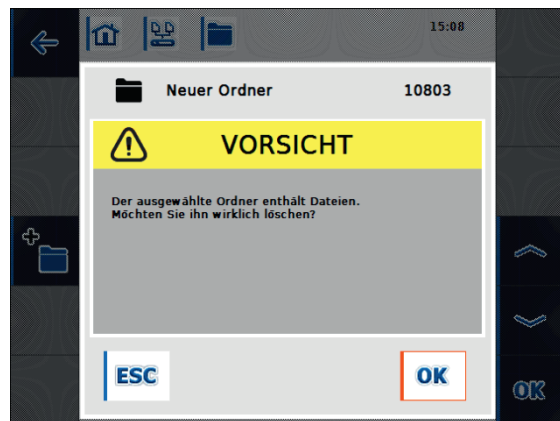 15:08
Neuer Ordner 10803
VORSICHT
Der ausgewählte Ordner enthält Dateien.
Möchten Sie ihn wirklich löschen?
ESC OK
OK